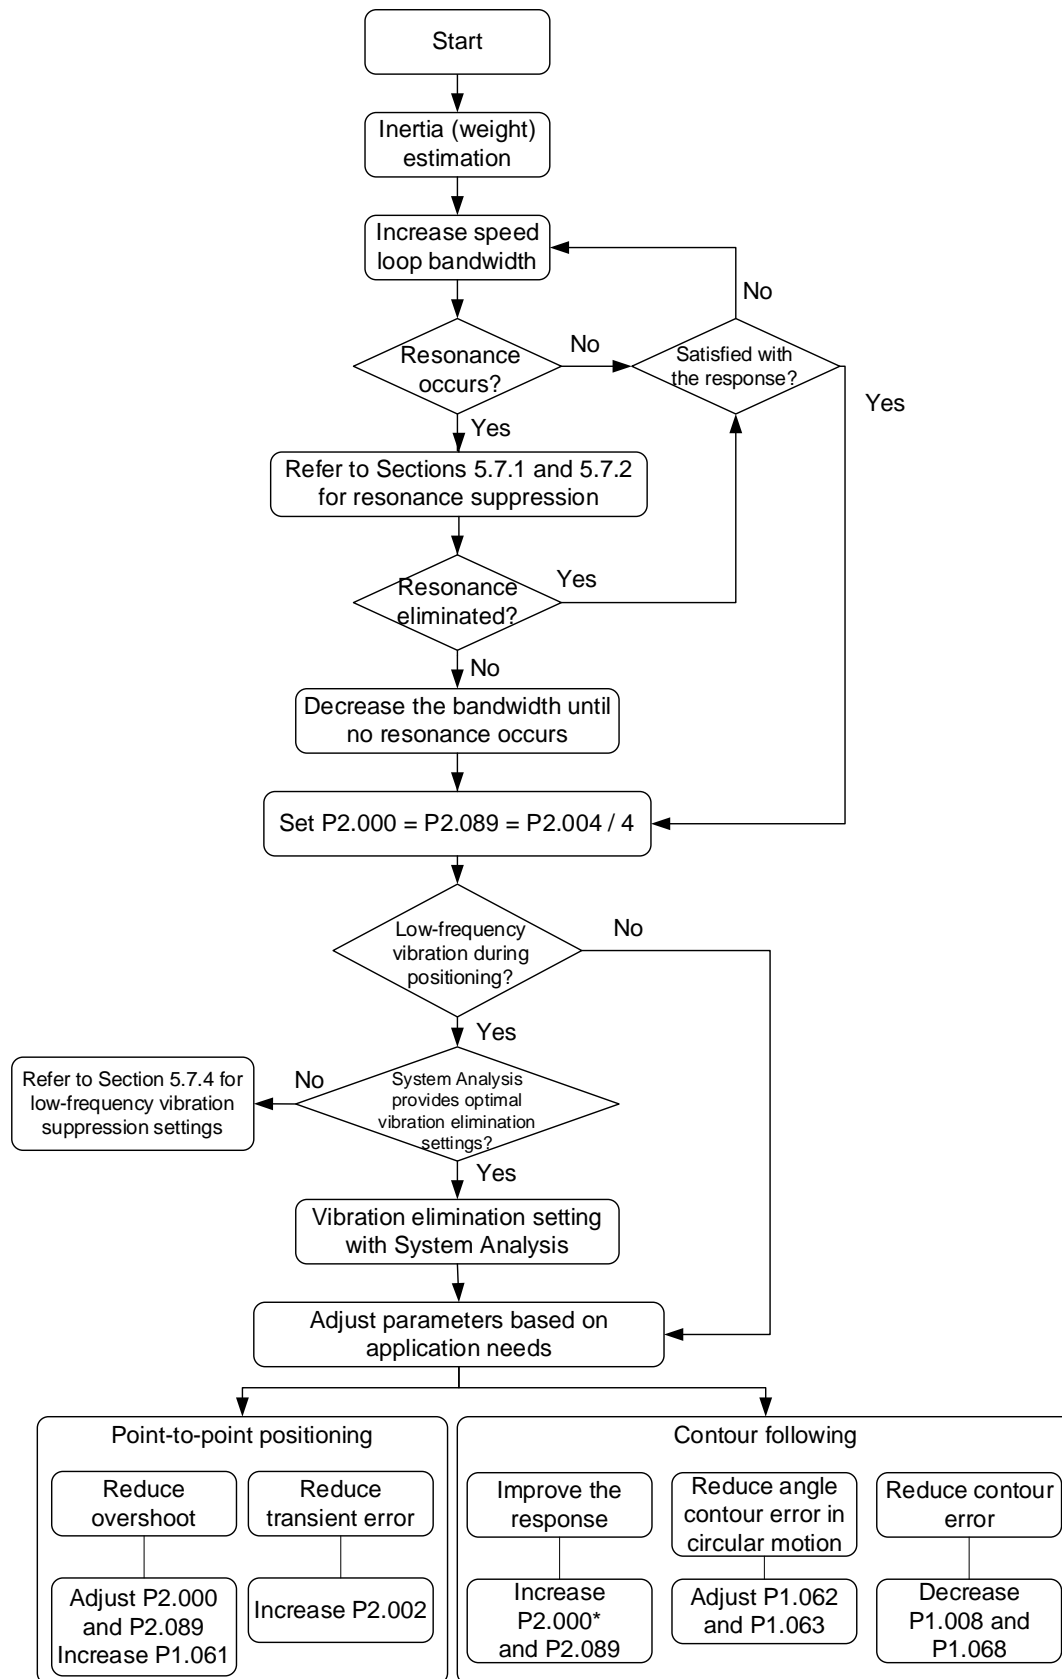 Start
Inertia (weight)
estimation
Increase speed
loop bandwidth
No
Resonance
occurs?
No
Satisfied with
the response?
Yes
Yes
Refer to Sections 5.7.1 and 5.7.2
for resonance suppression
Resonance
eliminated?
Yes
No
Decrease the bandwidth until
no resonance occurs
Set P2.000 = P2.089 = P2.004 / 4
Low-frequency
vibration during
positioning?
No
Yes
System Analysis
provides optimal
vibration elimination
settings?
No
Refer to Section 5.7.4 for
low-frequency vibration
suppression settings
Yes
Vibration elimination setting
with System Analysis
Adjust parameters based on
application needs
Point-to-point positioning
Reduce
overshoot
Reduce
transient error
Adjust P2.000
and P2.089
Increase P1.061
Increase P2.002
Contour following
Improve the
response
Reduce angle
contour error in
circular motion
Reduce contour
error
Increase
P2.000*
and P2.089
Adjust P1.062
and P1.063
Decrease
P1.008 and
P1.068